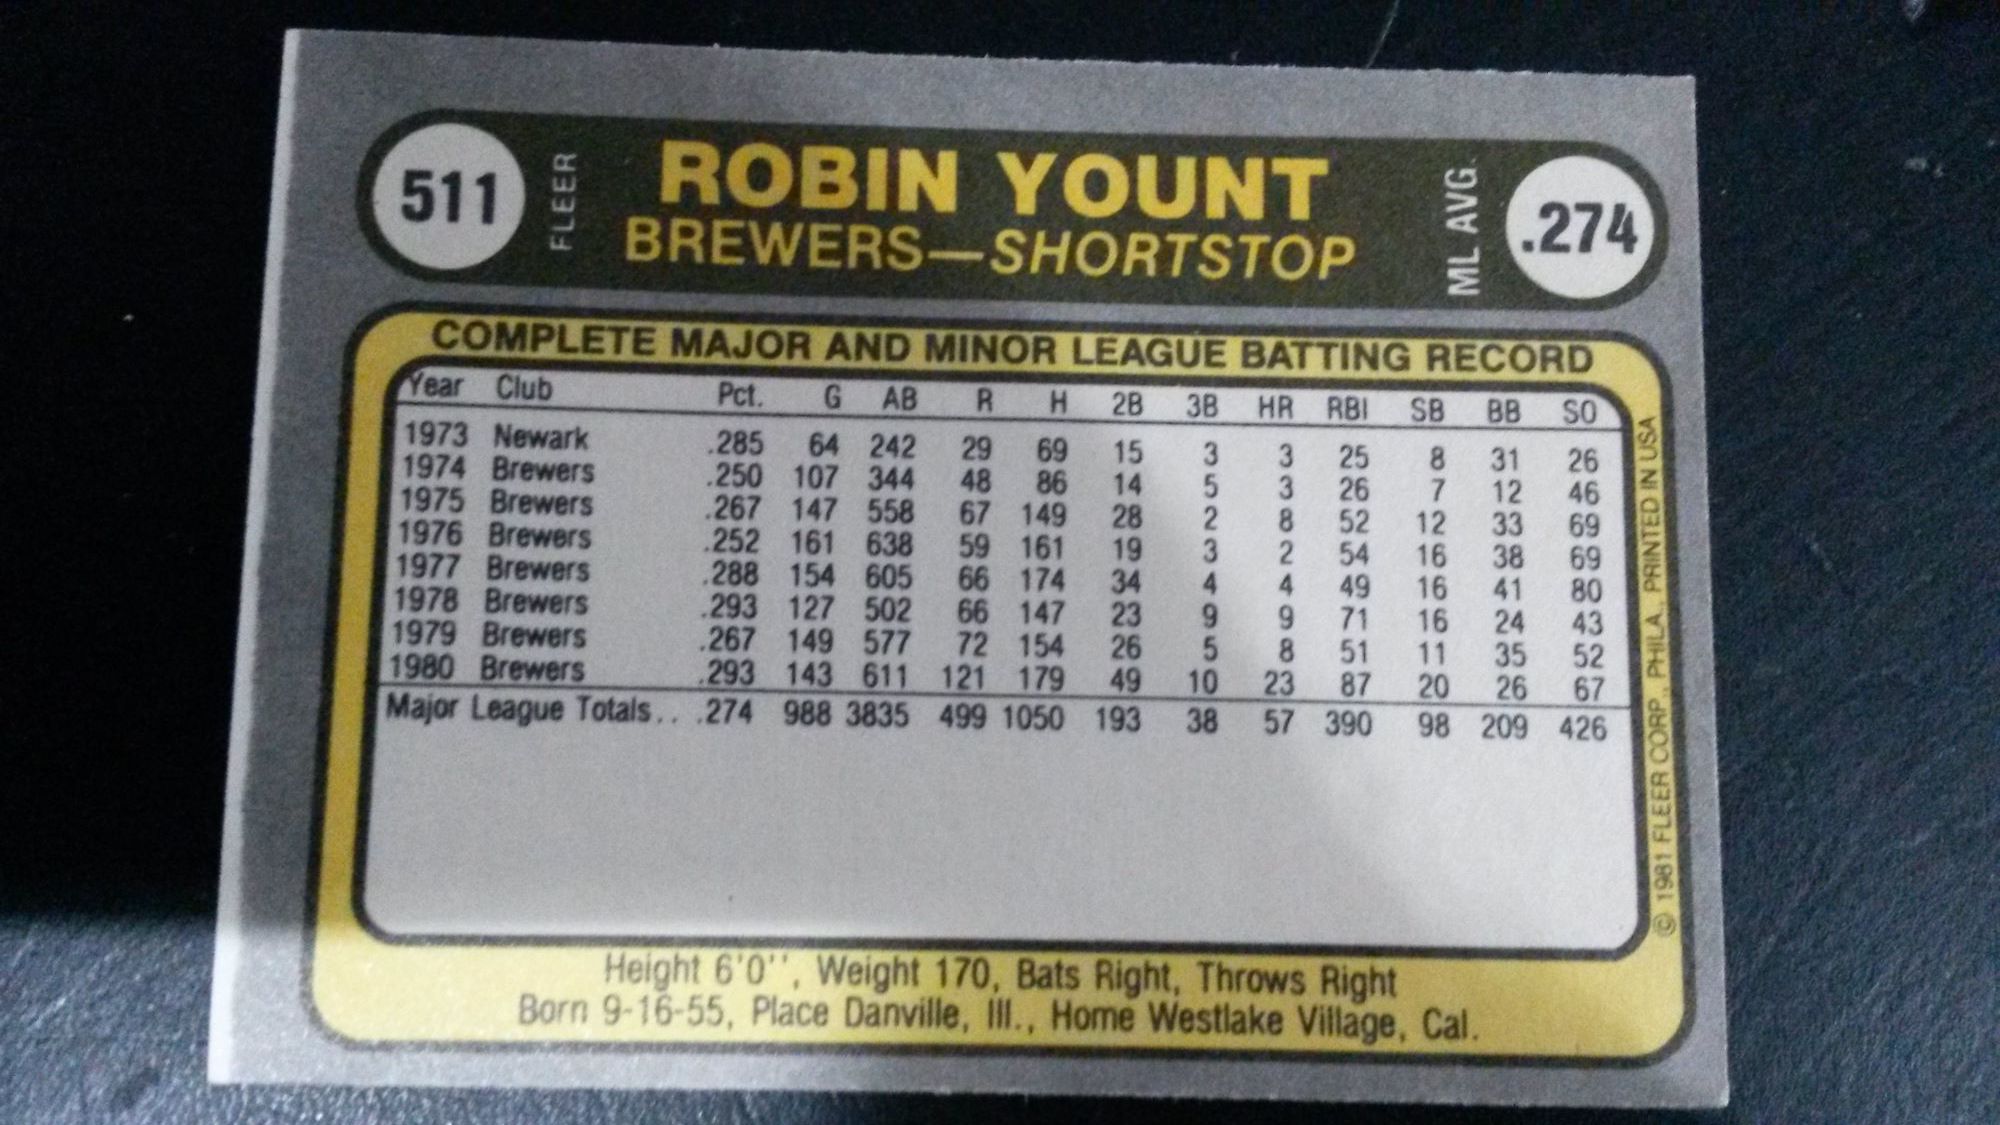 511 FLEER ROBIN YOUNT ML AVG. .274
BREWERS—SHORTSTOP
COMPLETE MAJOR AND MINOR LEAGUE BATTING RECORD
Year Club Pct. G AB R H 2B 3B HR RBI SB BB SO
1973 Newark .285 64 242 29 69 15 3 3 25 8 31 26
1974 Brewers .250 107 344 48 86 14 5 3 26 7 12 46
1975 Brewers .267 147 558 67 149 28 2 8 52 12 33 69
1976 Brewers .252 161 638 59 161 19 3 2 54 16 38 69
1977 Brewers .288 154 605 66 174 34 4 4 49 16 41 80
1978 Brewers .293 127 502 66 147 23 9 9 71 16 24 43
1979 Brewers .267 149 577 72 154 26 5 8 51 11 35 52
1980 Brewers .293 143 611 121 179 49 10 23 87 20 26 67
Major League Totals.. .274 988 3835 499 1050 193 38 57 390 98 209 426
© 1981 FLEER CORP., PHILA., PRINTED IN USA
Height 6'0'', Weight 170, Bats Right, Throws Right
Born 9-16-55, Place Danville, Ill., Home Westlake Village, Cal.